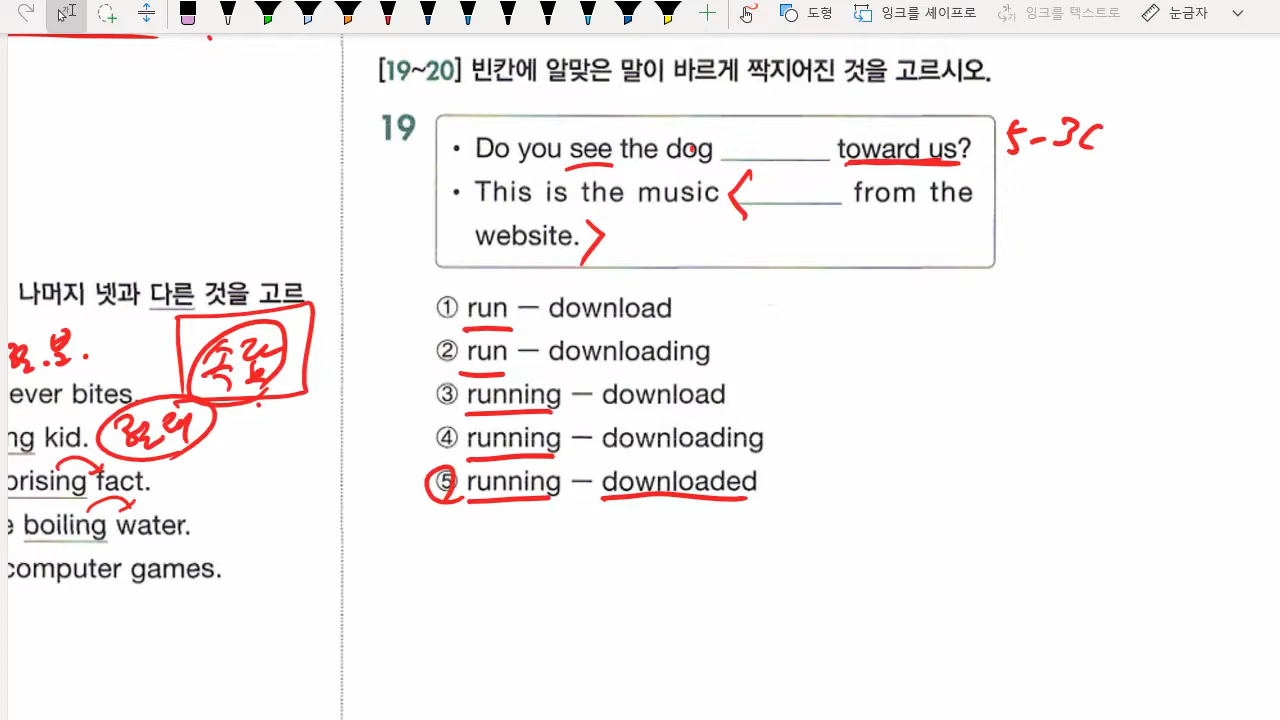 도형
잉크를 셰이프로
잉크를 텍스트로
눈금자
[19~20] 빈칸에 알맞은 말이 바르게 짝지어진 것을 고르시오.
19
• Do you see the dog ________ toward us?
5-3C
• This is the music < ________ from the
website. >
① run — download
② run — downloading
③ running — download
④ running — downloading
⑤ running — downloaded
나머지 넷과 다른 것을 고르
속담
ever bites.
ng kid.
prising fact.
e boiling water.
computer games.